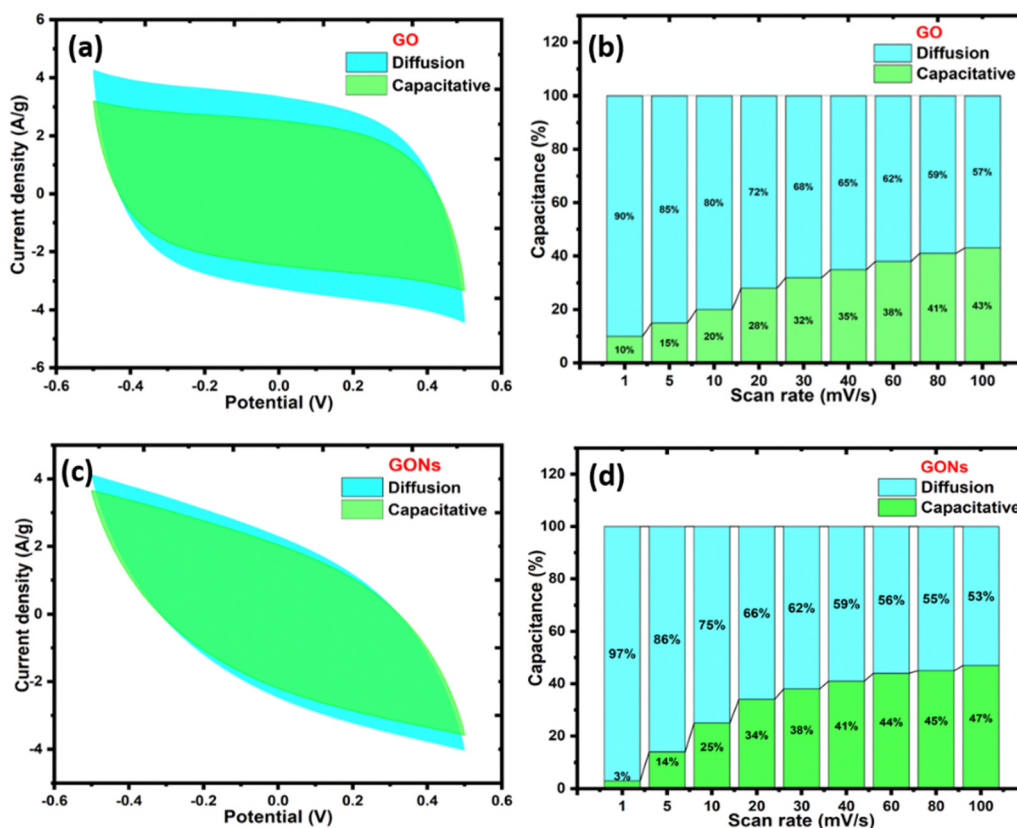 (a)
GO
Diffusion
Capacitative
Current density (A/g)
6
4
2
0
-2
-4
-6
-0.6 -0.4 -0.2 0.0 0.2 0.4 0.6
Potential (V)
(b)
GO
Diffusion
Capacitative
Capacitance (%)
120
100
80
60
40
20
0
90% 85% 80% 72% 68% 65% 62% 59% 57%
10% 15% 20% 28% 32% 35% 38% 41% 43%
1 5 10 20 30 40 60 80 100
Scan rate (mV/s)
(c)
GONs
Diffusion
Capacitative
Current density (A/g)
4
2
0
-2
-4
-0.6 -0.4 -0.2 0.0 0.2 0.4 0.6
Potential (V)
(d)
GONs
Diffusion
Capacitative
Capacitance (%)
120
100
80
60
40
20
0
97% 86% 75% 66% 62% 59% 56% 55% 53%
3% 14% 25% 34% 38% 41% 44% 45% 47%
1 5 10 20 30 40 60 80 100
Scan rate (mV/s)